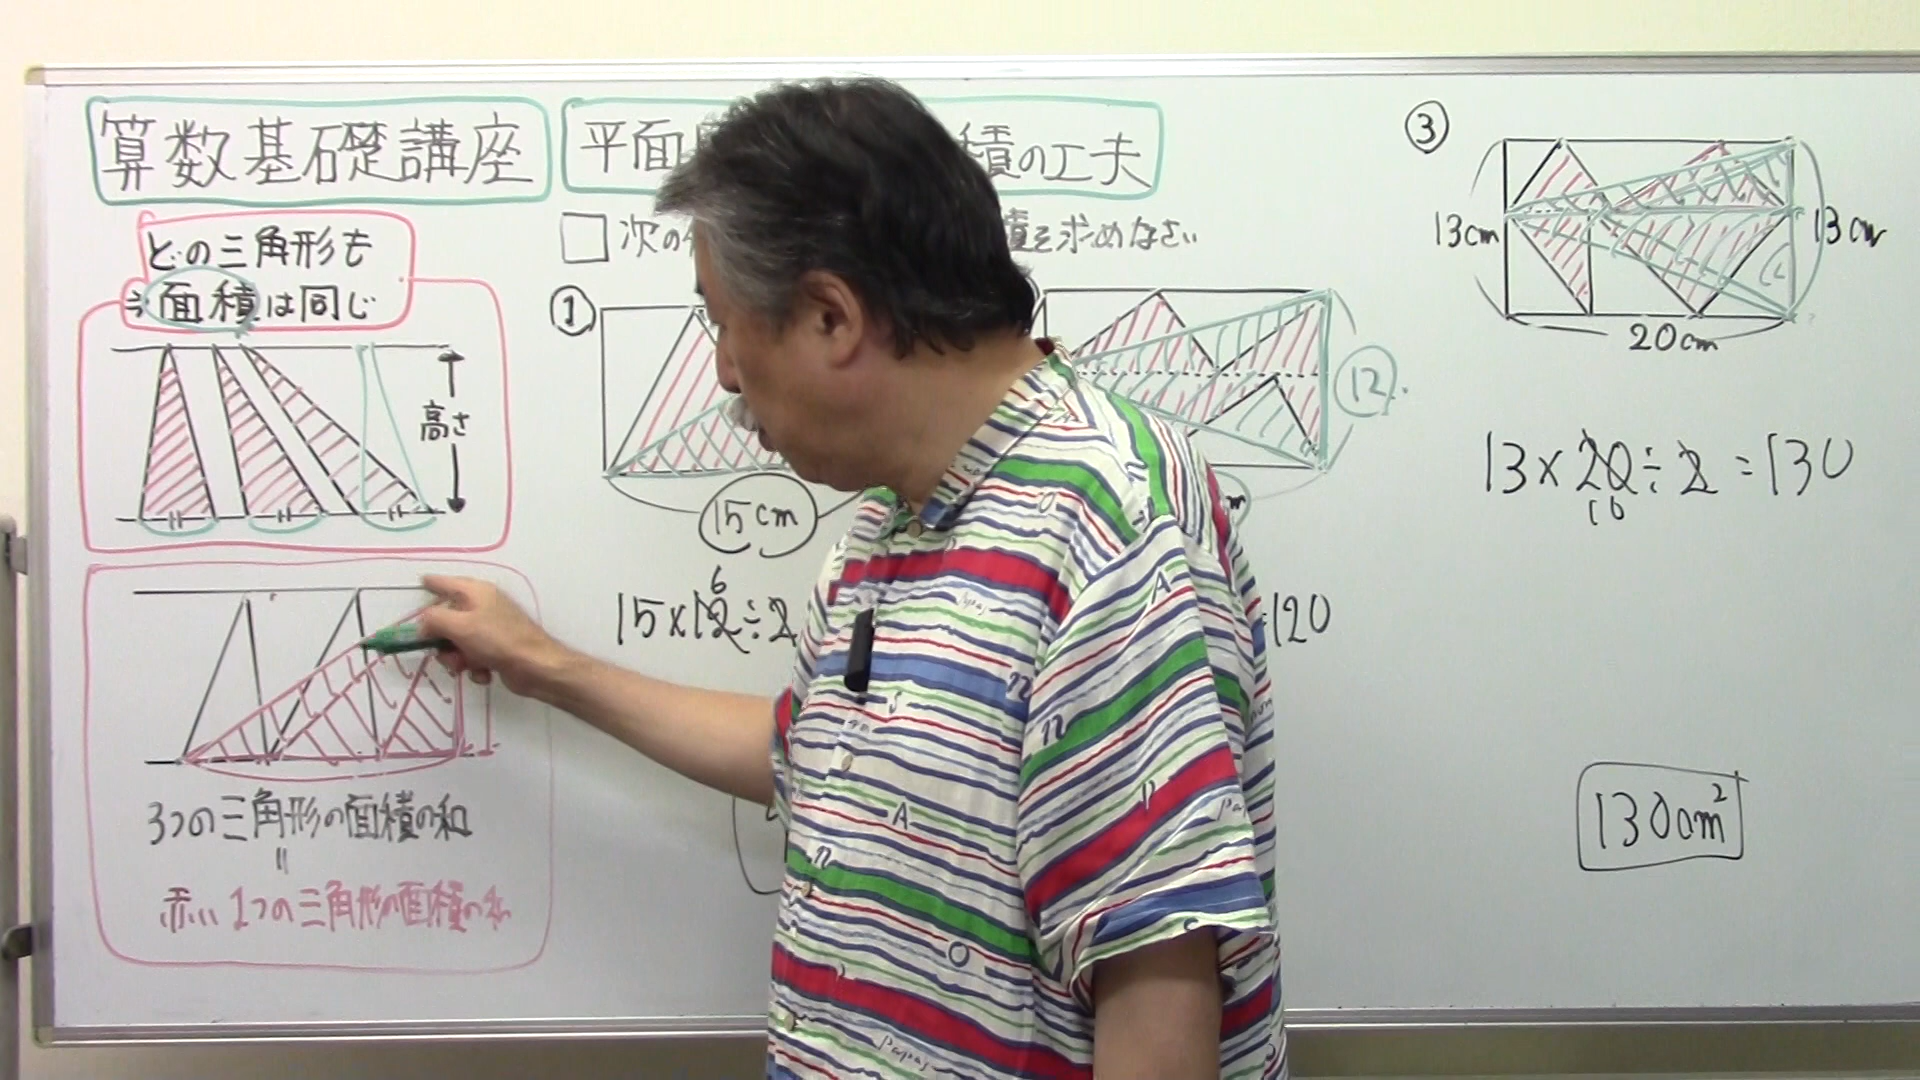 算数基礎講座
平面 積の工夫
どの三角形も
面積は同じ
高さ
3つの三角形の面積の和
〃
赤い1つの三角形の面積の和
次の 積を求めなさい
①
15cm
15×12÷2
6
12
=120
③
13cm
13cm
20cm
13×20÷2=130
10
130cm²